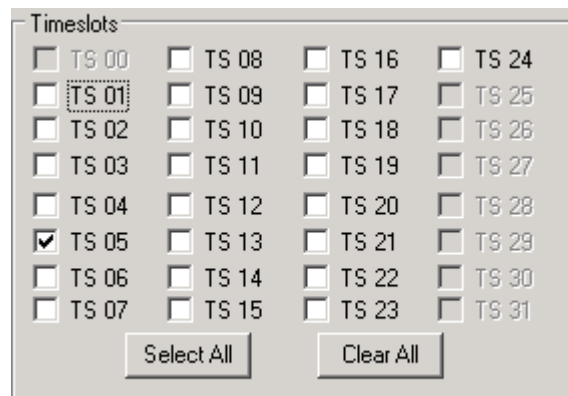 Timeslots
TS 00 TS 08 TS 16 TS 24
TS 01 TS 09 TS 17 TS 25
TS 02 TS 10 TS 18 TS 26
TS 03 TS 11 TS 19 TS 27
TS 04 TS 12 TS 20 TS 28
TS 05 TS 13 TS 21 TS 29
TS 06 TS 14 TS 22 TS 30
TS 07 TS 15 TS 23 TS 31
Select All Clear All